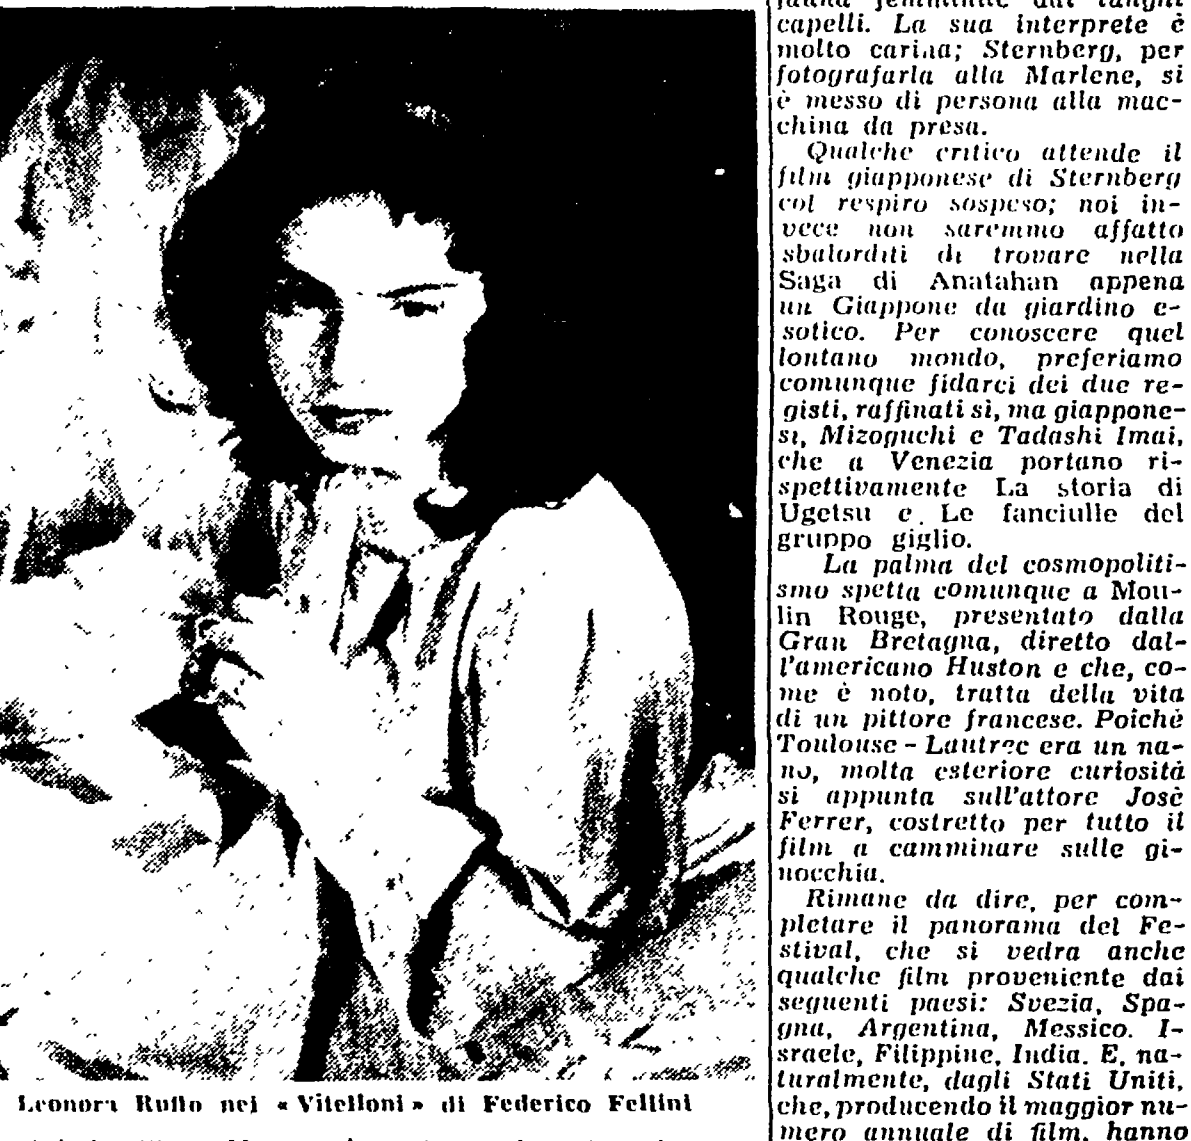 Leonora Ruffo nei « Vitelloni » di Federico Fellini
capelli. La sua interprete è
molto carina; Sternberg, per
fotografarla alla Marlene, si
è messo di persona alla mac-
china da presa.
Qualche critico attende il
film giapponese di Sternberg
col respiro sospeso; noi in-
vece non saremmo affatto
sbalorditi di trovare nella
Saga di Anatahan appena
un Giappone da giardino e-
sotico. Per conoscere quel
lontano mondo, preferiamo
comunque fidarci dei due re-
gisti, raffinati sì, ma giappone-
si, Mizoguchi e Tadashi Imai,
che a Venezia portano ri-
spettivamente La storia di
Ugetsu e Le fanciulle del
gruppo giglio.
La palma del cosmopoliti-
smo spetta comunque a Mou-
lin Rouge, presentato dalla
Gran Bretagna, diretto dal-
l'americano Huston e che, co-
me è noto, tratta della vita
di un pittore francese. Poichè
Toulouse - Lautrec era un na-
no, molta esteriore curiosità
si appunta sull'attore Josè
Ferrer, costretto per tutto il
film a camminare sulle gi-
nocchia.
Rimane da dire, per com-
pletare il panorama del Fe-
stival, che si vedra anche
qualche film proveniente dai
seguenti paesi: Svezia, Spa-
gna, Argentina, Messico. I-
sraele, Filippine, India. E, na-
turalmente, dagli Stati Uniti,
che, producendo il maggior nu-
mero annuale di film, hanno